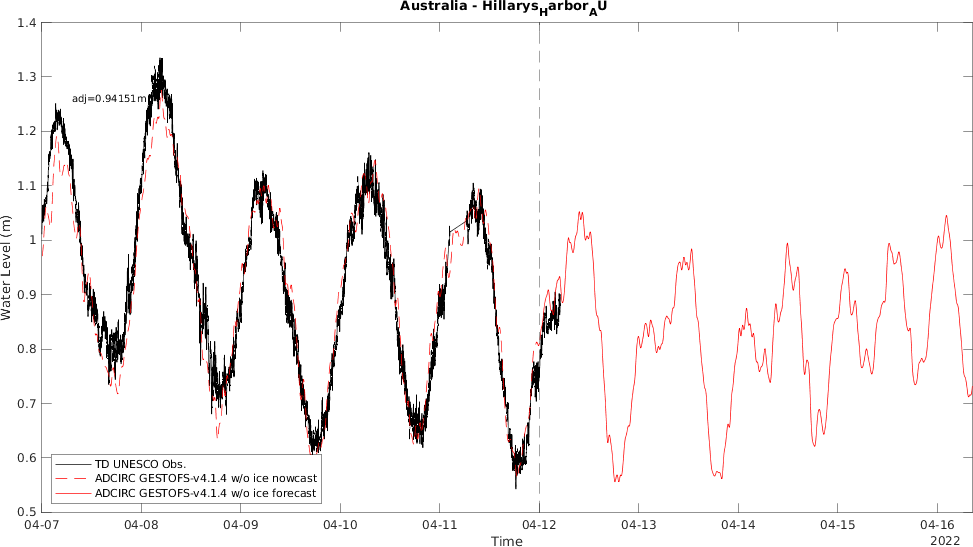 Australia - Hillarys_Harbor_AU
1.4
1.3
1.2
1.1
1
0.9
0.8
0.7
0.6
0.5
Water Level (m)
adj=0.94151m
TD UNESCO Obs.
ADCIRC GESTOFS-v4.1.4 w/o ice nowcast
ADCIRC GESTOFS-v4.1.4 w/o ice forecast
04-07 04-08 04-09 04-10 04-11 04-12 04-13 04-14 04-15 04-16
Time
2022